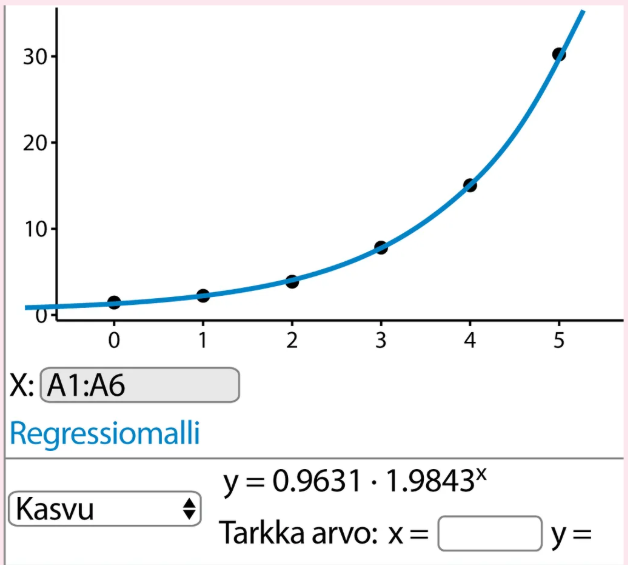 30
20
10
0
0 1 2 3 4 5
X: A1:A6
Regressiomalli
y = 0.9631 · 1.9843ˣ
Kasvu
Tarkka arvo: x = y =